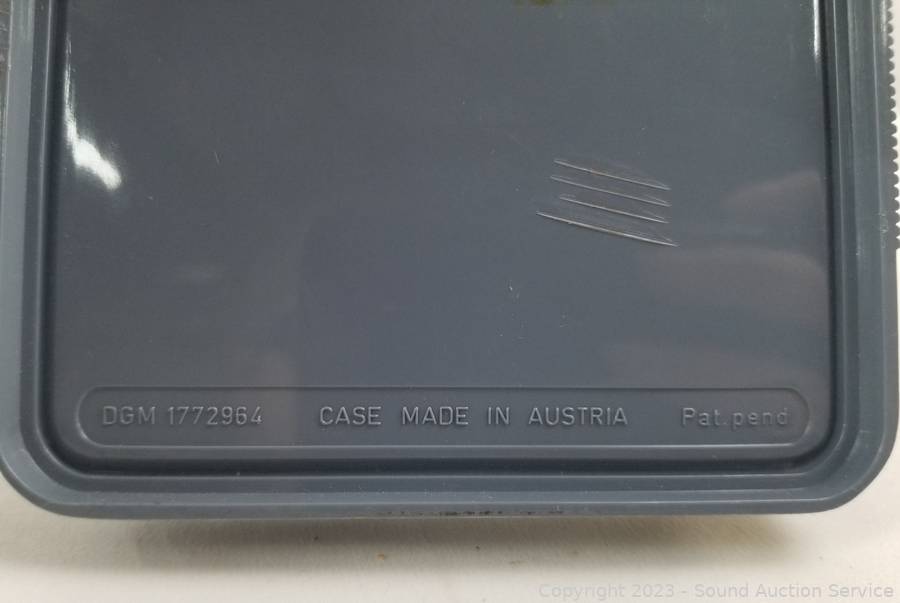 DGM 1772964 CASE MADE IN AUSTRIA Pat.pend
Copyright 2023 - Sound Auction Service